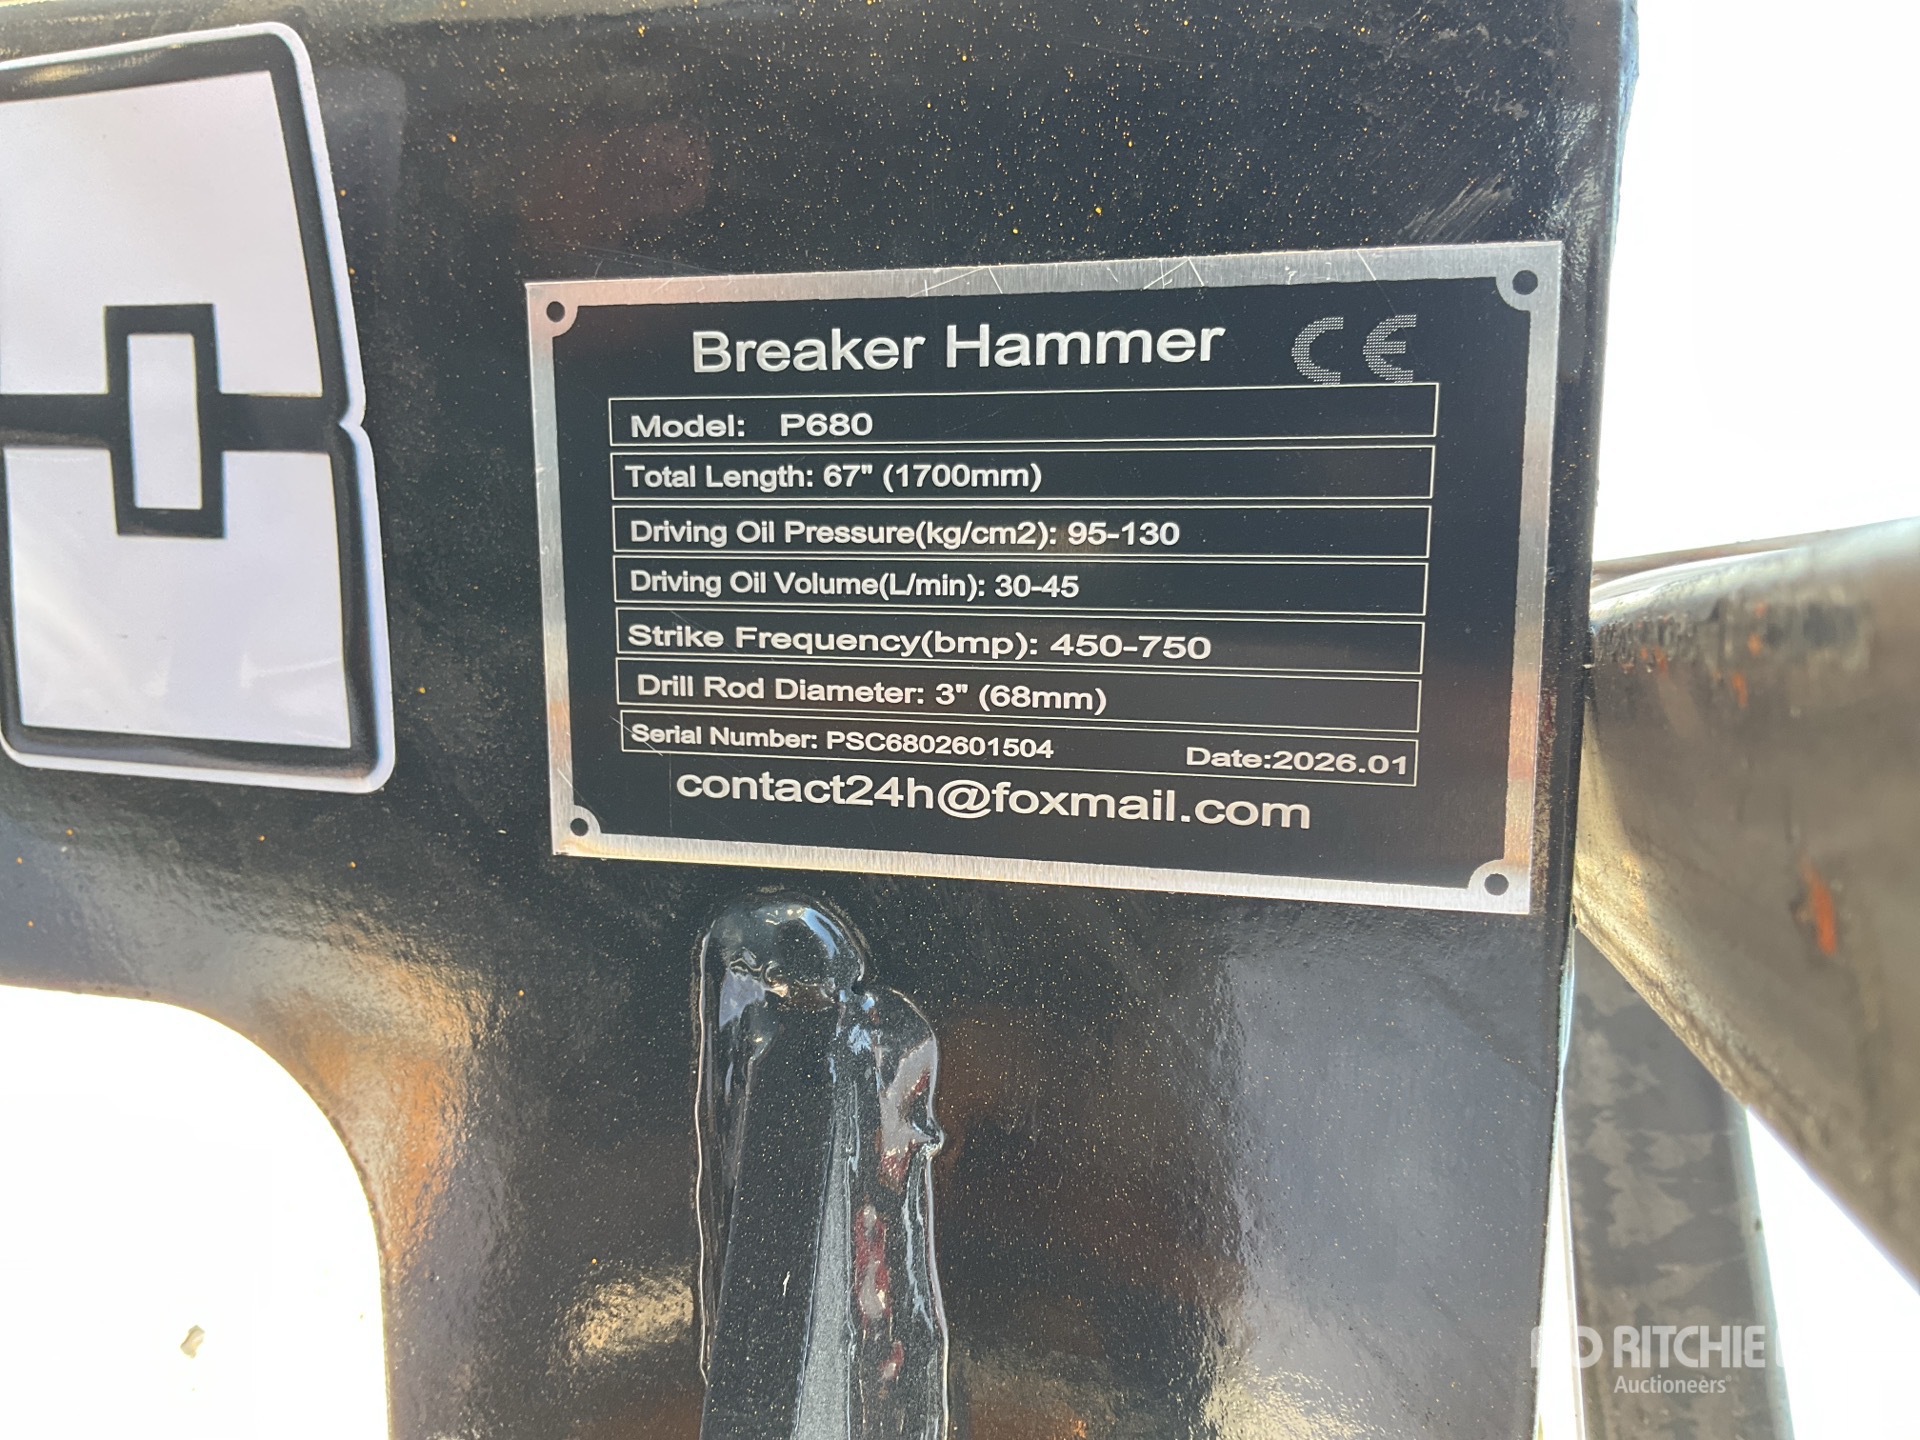 Breaker Hammer CE
Model: P680
Total Length: 67" (1700mm)
Driving Oil Pressure(kg/cm2): 95-130
Driving Oil Volume(L/min): 30-45
Strike Frequency(bmp): 450-750
Drill Rod Diameter: 3" (68mm)
Serial Number: PSC6802601504 Date:2026.01
contact24h@foxmail.com
RITCHIE
Auctioneers